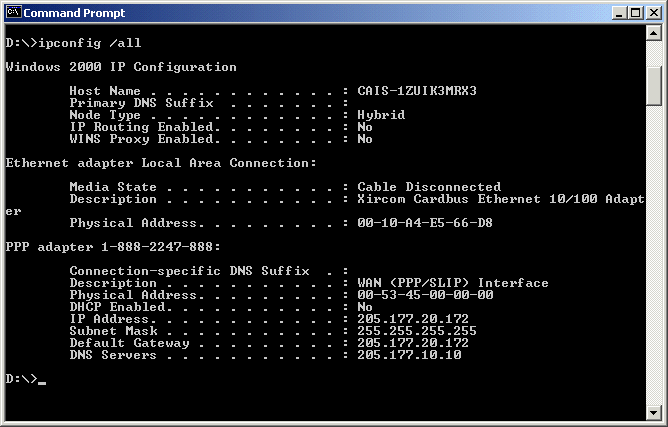 Command Prompt
D:\>ipconfig /all
Windows 2000 IP Configuration
Host Name . . . . . . . . . . . . : CAIS-1ZUIK3MRX3
Primary DNS Suffix  . . . . . . . :
Node Type . . . . . . . . . . . . : Hybrid
IP Routing Enabled. . . . . . . . : No
WINS Proxy Enabled. . . . . . . . : No
Ethernet adapter Local Area Connection:
Media State . . . . . . . . . . . : Cable Disconnected
Description . . . . . . . . . . . : Xircom Cardbus Ethernet 10/100 Adapt
er
Physical Address. . . . . . . . . : 00-10-A4-E5-66-D8
PPP adapter 1-888-2247-888:
Connection-specific DNS Suffix  . :
Description . . . . . . . . . . . : WAN (PPP/SLIP) Interface
Physical Address. . . . . . . . . : 00-53-45-00-00-00
DHCP Enabled. . . . . . . . . . . : No
IP Address. . . . . . . . . . . . : 205.177.20.172
Subnet Mask . . . . . . . . . . . : 255.255.255.255
Default Gateway . . . . . . . . . : 205.177.20.172
DNS Servers . . . . . . . . . . . : 205.177.10.10
D:\>_